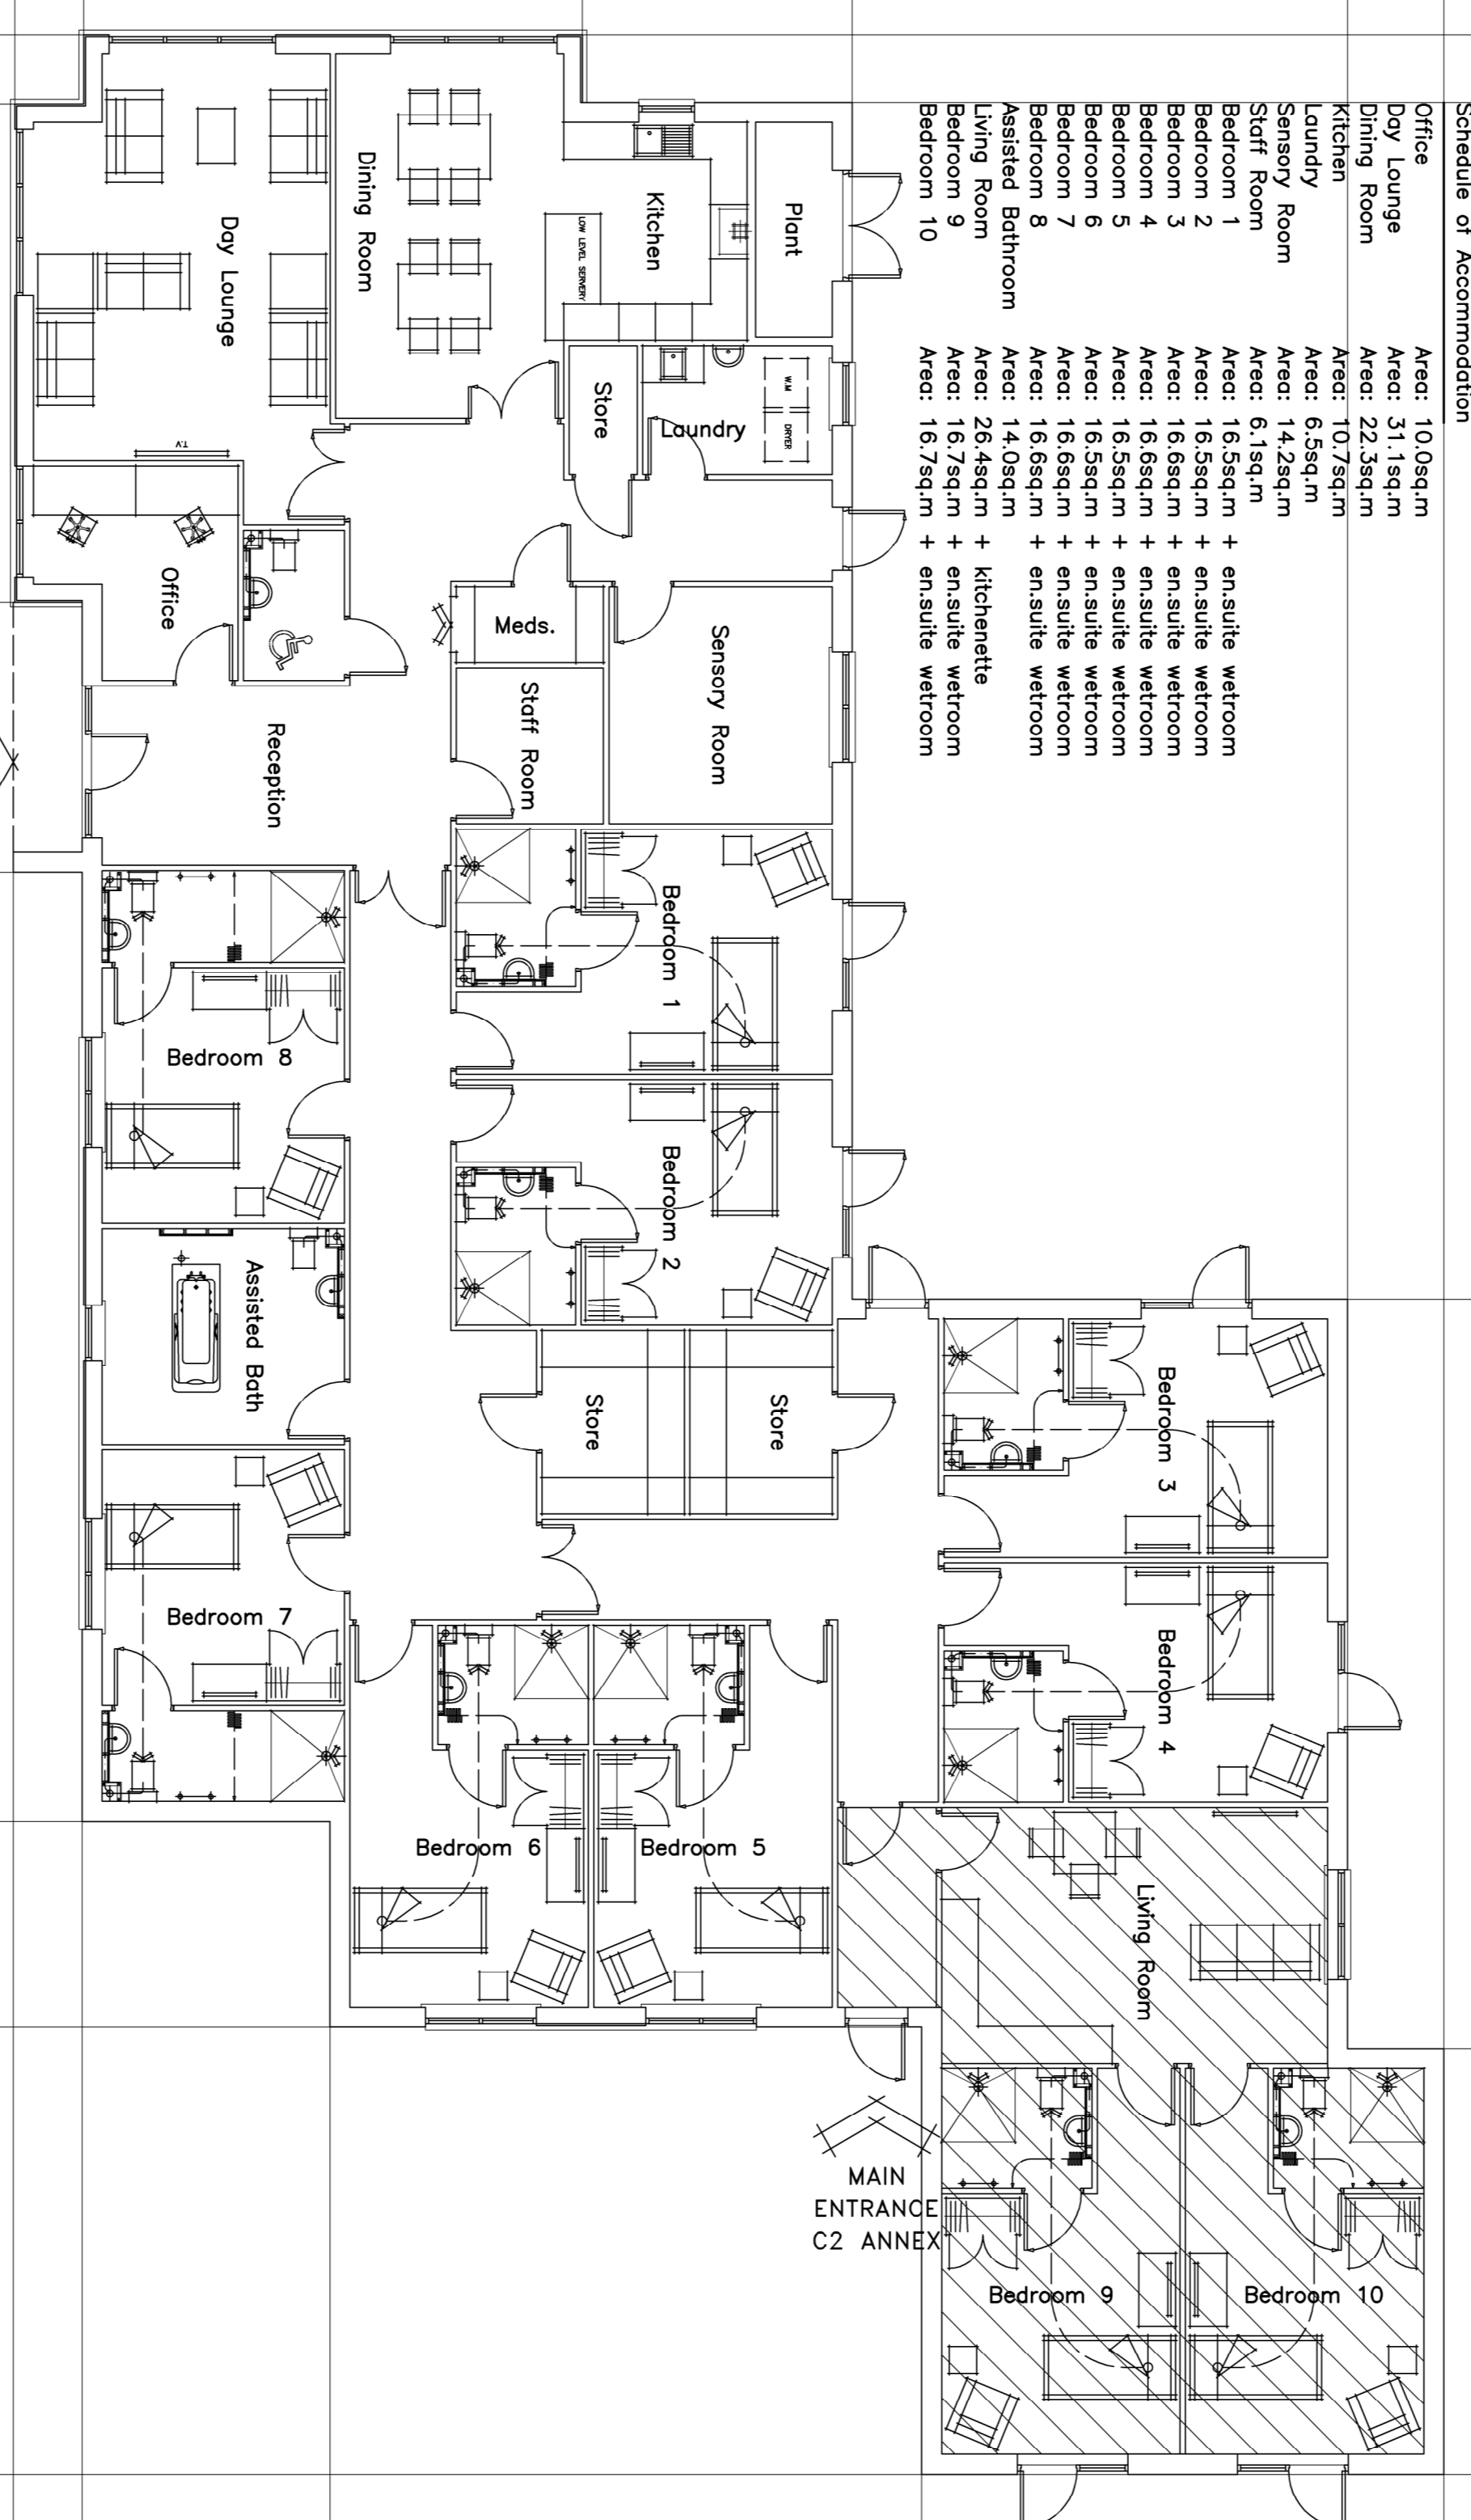 Schedule of Accommodation
Office Area: 10.0sq.m
Day Lounge Area: 31.1sq.m
Dining Room Area: 22.3sq.m
Kitchen Area: 10.7sq.m
Laundry Area: 6.5sq.m
Sensory Room Area: 14.2sq.m
Staff Room Area: 6.1sq.m
Bedroom 1 Area: 16.5sq.m + en.suite wetroom
Bedroom 2 Area: 16.5sq.m + en.suite wetroom
Bedroom 3 Area: 16.6sq.m + en.suite wetroom
Bedroom 4 Area: 16.6sq.m + en.suite wetroom
Bedroom 5 Area: 16.5sq.m + en.suite wetroom
Bedroom 6 Area: 16.5sq.m + en.suite wetroom
Bedroom 7 Area: 16.6sq.m + en.suite wetroom
Bedroom 8 Area: 16.6sq.m + en.suite wetroom
Assisted Bathroom Area: 14.0sq.m
Living Room Area: 26.4sq.m + kitchenette
Bedroom 9 Area: 16.7sq.m + en.suite wetroom
Bedroom 10 Area: 16.7sq.m + en.suite wetroom
Plant
Kitchen
LOW LEVEL SERVERY
Dining Room
Day Lounge
T.V
W.M
DRYER
Laundry
Store
Office
Meds.
Sensory Room
Staff Room
Reception
Bedroom 1
Bedroom 8
Bedroom 2
Assisted Bath
Store
Store
Bedroom 3
Bedroom 4
Bedroom 7
Bedroom 6
Bedroom 5
Living Room
MAIN
ENTRANCE
C2 ANNEX
Bedroom 9
Bedroom 10